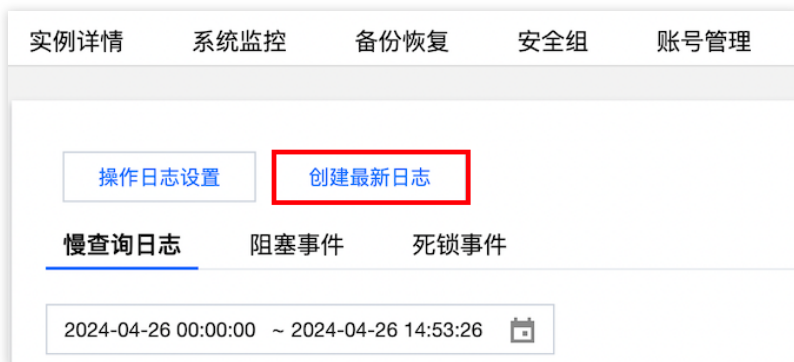 实例详情 系统监控 备份恢复 安全组 账号管理
操作日志设置 创建最新日志
慢查询日志 阻塞事件 死锁事件
2024-04-26 00:00:00 ~ 2024-04-26 14:53:26